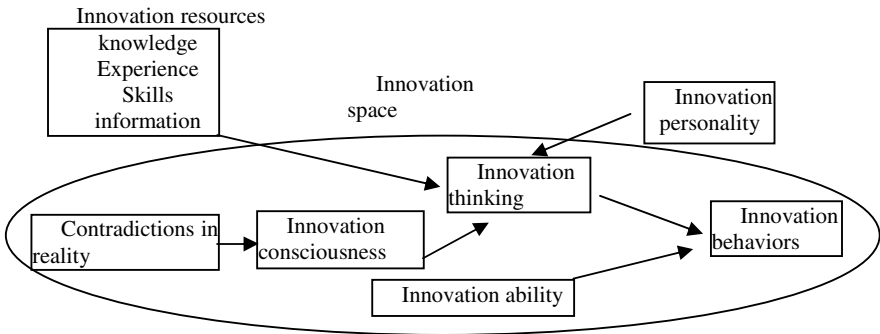 Innovation resources
knowledge
Experience
Skills
information
Innovation
space
Innovation
personality
Innovation
thinking
Contradictions in
reality
Innovation
consciousness
Innovation
behaviors
Innovation ability